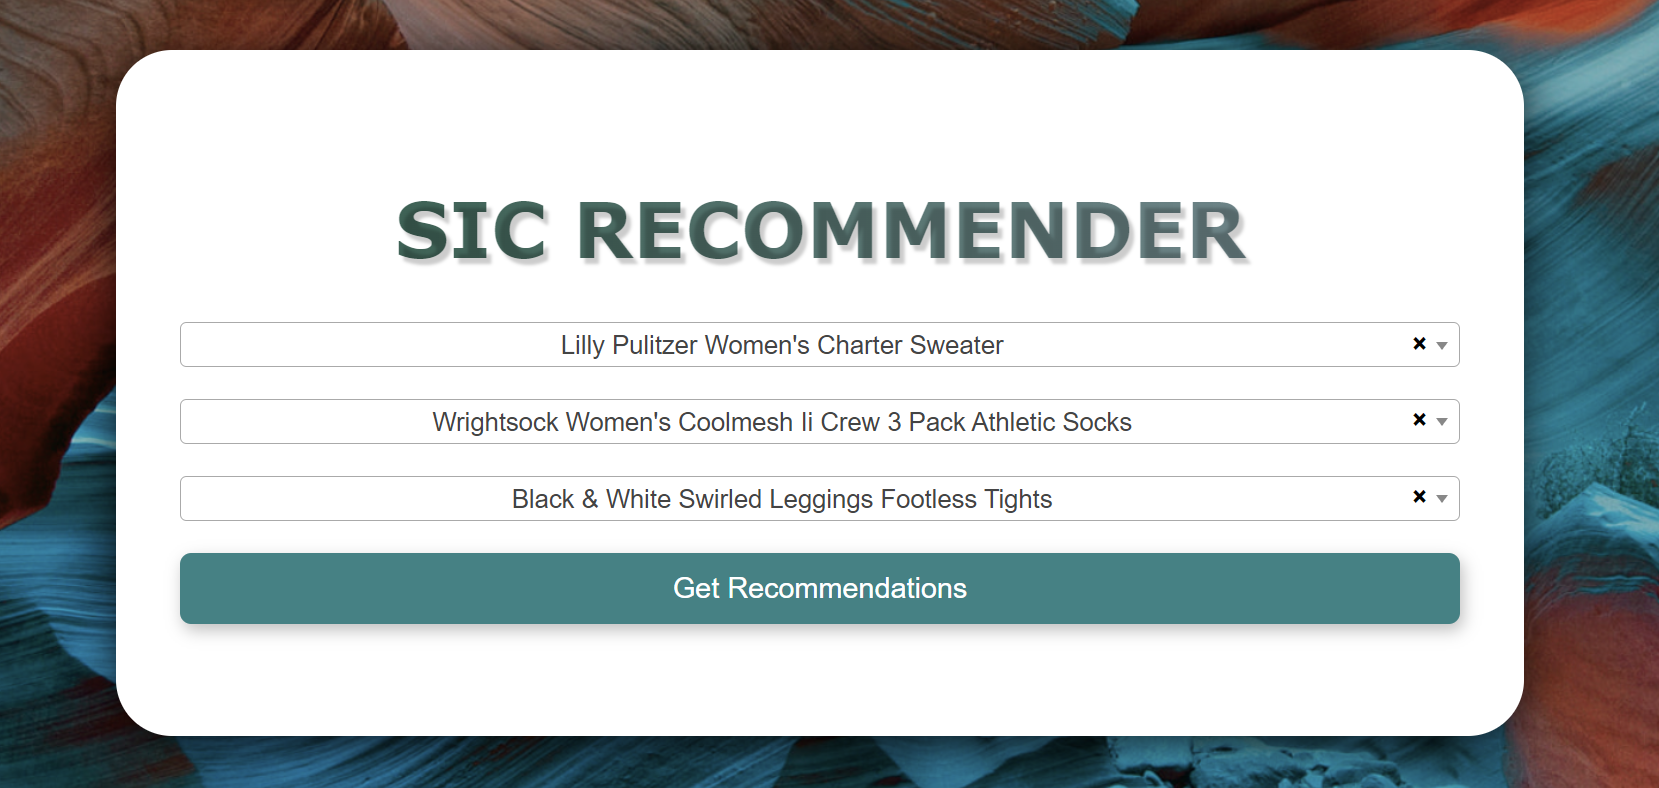 SIC RECOMMENDER
Lilly Pulitzer Women's Charter Sweater
Wrightsock Women's Coolmesh Ii Crew 3 Pack Athletic Socks
Black & White Swirled Leggings Footless Tights
Get Recommendations